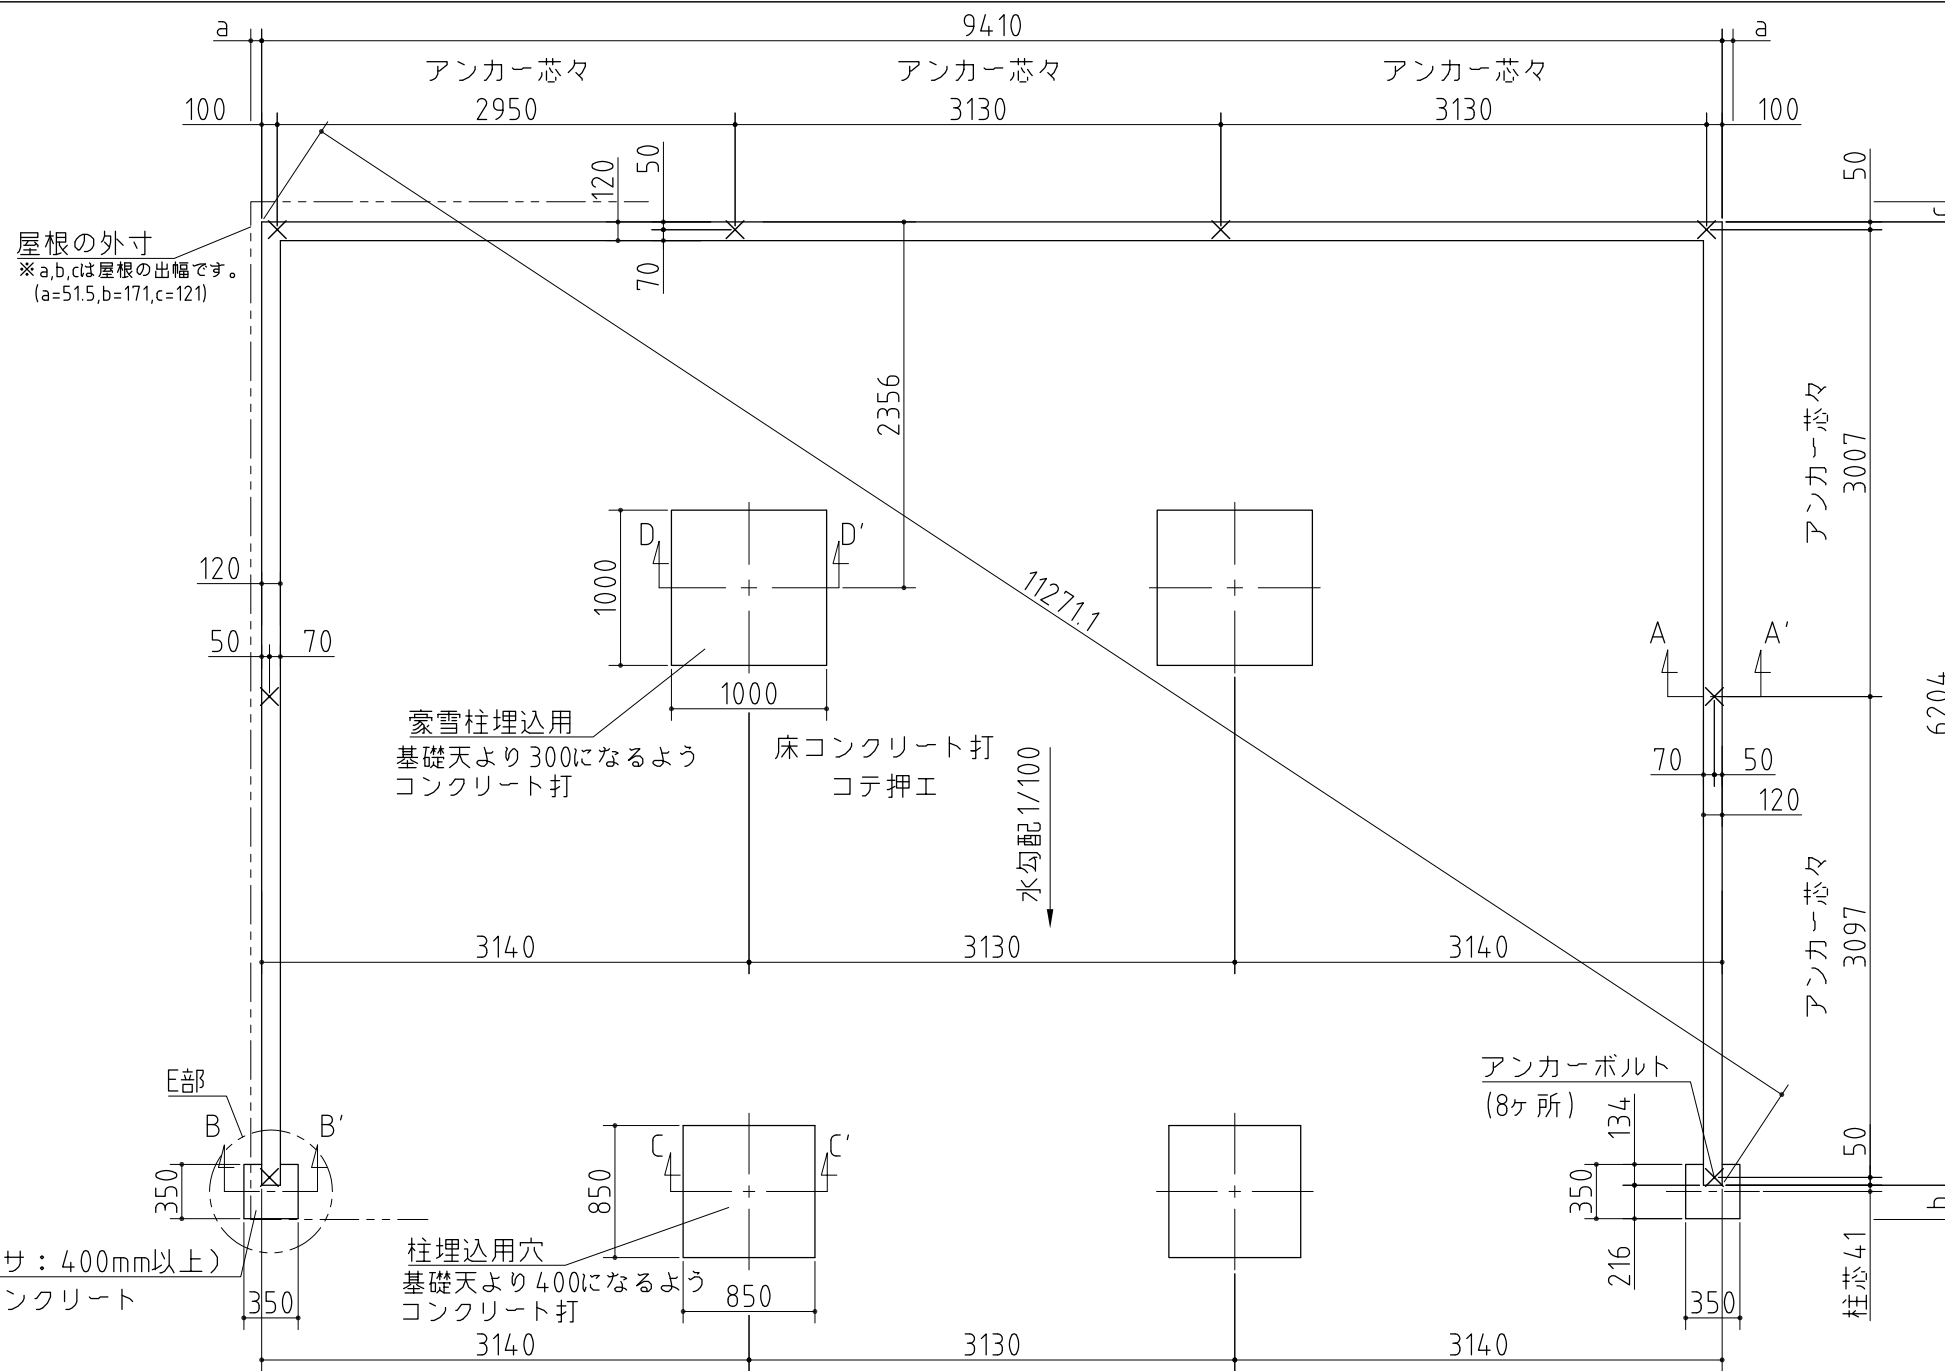 a
9410
a
アンカー芯々
アンカー芯々
アンカー芯々
100
2950
3130
3130
100
120
50
70
50
c
屋根の外寸
※a,b,cは屋根の出幅です。
(a=51.5,b=171,c=121)
2356
アンカー芯々
3007
D
D'
1000
1000
11271.1
120
50
70
A
A'
6204
豪雪柱埋込用
基礎天より300になるよう
コンクリート打
床コンクリート打
コテ押エ
水勾配1/100
70
50
120
アンカー芯々
3097
3140
3130
3140
E部
B
B'
350
C
C'
850
アンカーボルト
(8ヶ所)
134
350
216
50
b
柱芯41
サ：400mm以上）
ンクリート
350
柱埋込用穴
基礎天より400になるよう
コンクリート打
850
350
3140
3130
3140